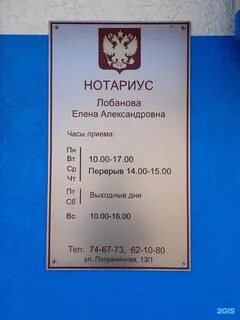 НОТАРИУС
Лобанова
Елена Александровна
Часы приема:
Пн
Вт 10.00-17.00
Ср Перерыв 14.00-15.00
Чт
Пт Выходные дни
Сб
Вс 10.00-16.00
Тел. 74-67-73, 62-10-80
ул. Пограничная, 13/1
2GIS